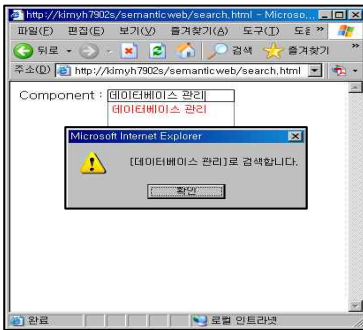 http://kimyh7902s/semanticweb/search.html - Microso...
파일(F) 편집(E) 보기(V) 즐겨찾기(A) 도구(T)
뒤로 검색 즐겨찾기
주소(D) http://kimyh7902s/semanticweb/search.html
Component : 데이터베이스 관리
데이터베이스 관리
Microsoft Internet Explorer
[데이터베이스 관리]로 검색합니다.
확인
완료 로컬 인트라넷